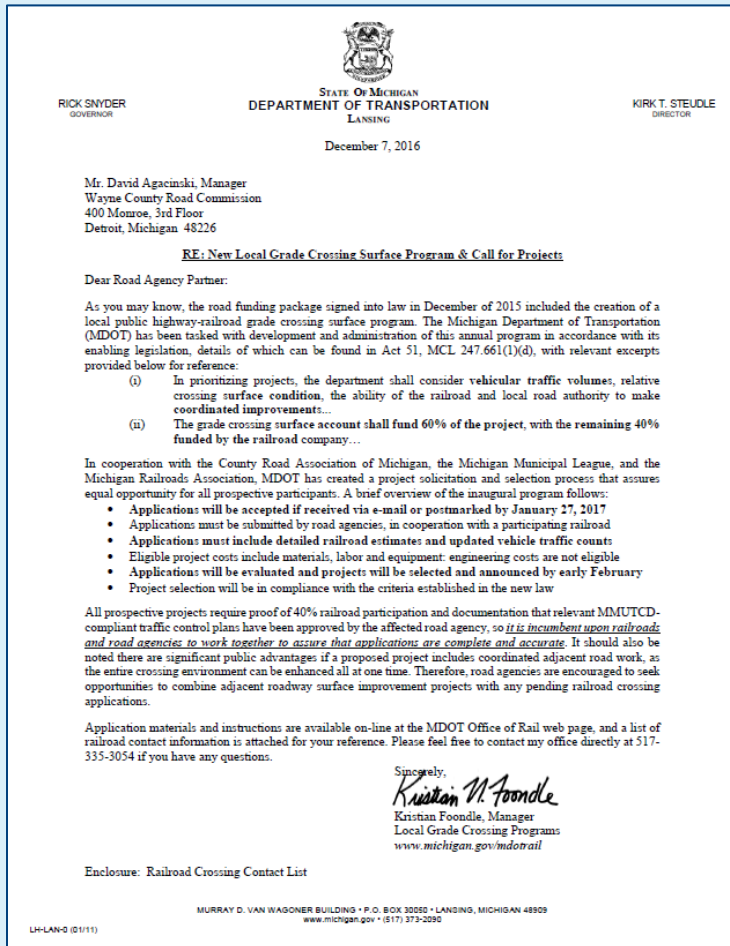 STATE OF MICHIGAN
RICK SNYDER
GOVERNOR
DEPARTMENT OF TRANSPORTATION
LANSING
KIRK T. STEUDLE
DIRECTOR
December 7, 2016
Mr. David Agacinski, Manager
Wayne County Road Commission
400 Monroe, 3rd Floor
Detroit, Michigan 48226
RE: New Local Grade Crossing Surface Program & Call for Projects
Dear Road Agency Partner:
As you may know, the road funding package signed into law in December of 2015 included the creation of a
local public highway-railroad grade crossing surface program. The Michigan Department of Transportation
(MDOT) has been tasked with development and administration of this annual program in accordance with its
enabling legislation, details of which can be found in Act 51, MCL 247.661(1)(d), with relevant excerpts
provided below for reference:
(i) In prioritizing projects, the department shall consider vehicular traffic volumes, relative
crossing surface condition, the ability of the railroad and local road authority to make
coordinated improvements...
(ii) The grade crossing surface account shall fund 60% of the project, with the remaining 40%
funded by the railroad company…
In cooperation with the County Road Association of Michigan, the Michigan Municipal League, and the
Michigan Railroads Association, MDOT has created a project solicitation and selection process that assures
equal opportunity for all prospective participants. A brief overview of the inaugural program follows:
• Applications will be accepted if received via e-mail or postmarked by January 27, 2017
• Applications must be submitted by road agencies, in cooperation with a participating railroad
• Applications must include detailed railroad estimates and updated vehicle traffic counts
• Eligible project costs include materials, labor and equipment: engineering costs are not eligible
• Applications will be evaluated and projects will be selected and announced by early February
• Project selection will be in compliance with the criteria established in the new law
All prospective projects require proof of 40% railroad participation and documentation that relevant MMUTCD-
compliant traffic control plans have been approved by the affected road agency, so it is incumbent upon railroads
and road agencies to work together to assure that applications are complete and accurate. It should also be
noted there are significant public advantages if a proposed project includes coordinated adjacent road work, as
the entire crossing environment can be enhanced all at one time. Therefore, road agencies are encouraged to seek
opportunities to combine adjacent roadway surface improvement projects with any pending railroad crossing
applications.
Application materials and instructions are available on-line at the MDOT Office of Rail web page, and a list of
railroad contact information is attached for your reference. Please feel free to contact my office directly at 517-
335-3054 if you have any questions.
Sincerely,
Kristian N. Foondle
Kristian Foondle, Manager
Local Grade Crossing Programs
www.michigan.gov/mdotrail
Enclosure: Railroad Crossing Contact List
MURRAY D. VAN WAGONER BUILDING • P.O. BOX 30050 • LANSING, MICHIGAN 48909
www.michigan.gov • (517) 373-2090
LH-LAN-0 (01/11)